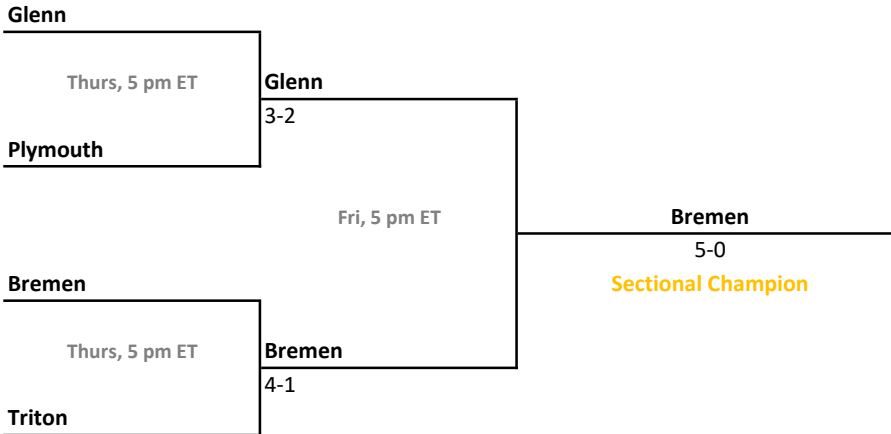 Glenn
Thurs, 5 pm ET
Glenn
3-2
Plymouth
Fri, 5 pm ET
Bremen
5-0
Bremen
Sectional Champion
Thurs, 5 pm ET
Bremen
4-1
Triton